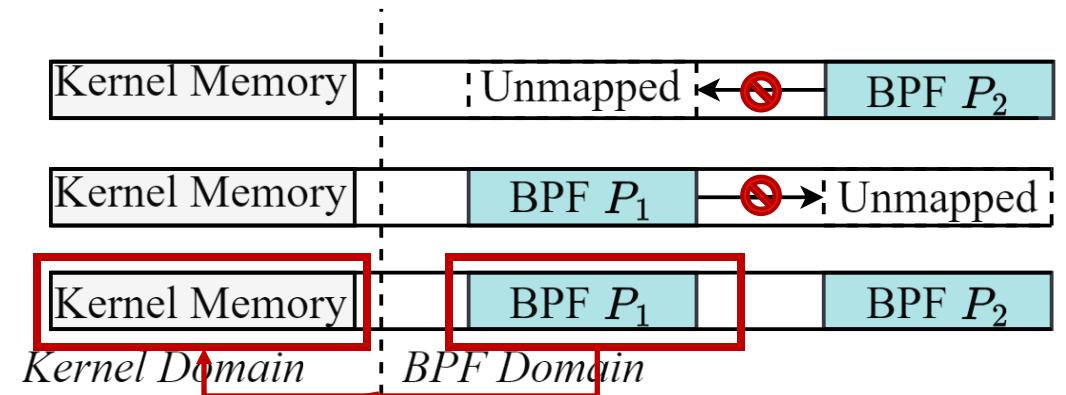 Kernel Memory Unmapped BPF P₂
Kernel Memory BPF P₁ Unmapped
Kernel Memory BPF P₁ BPF P₂
Kernel Domain BPF Domain